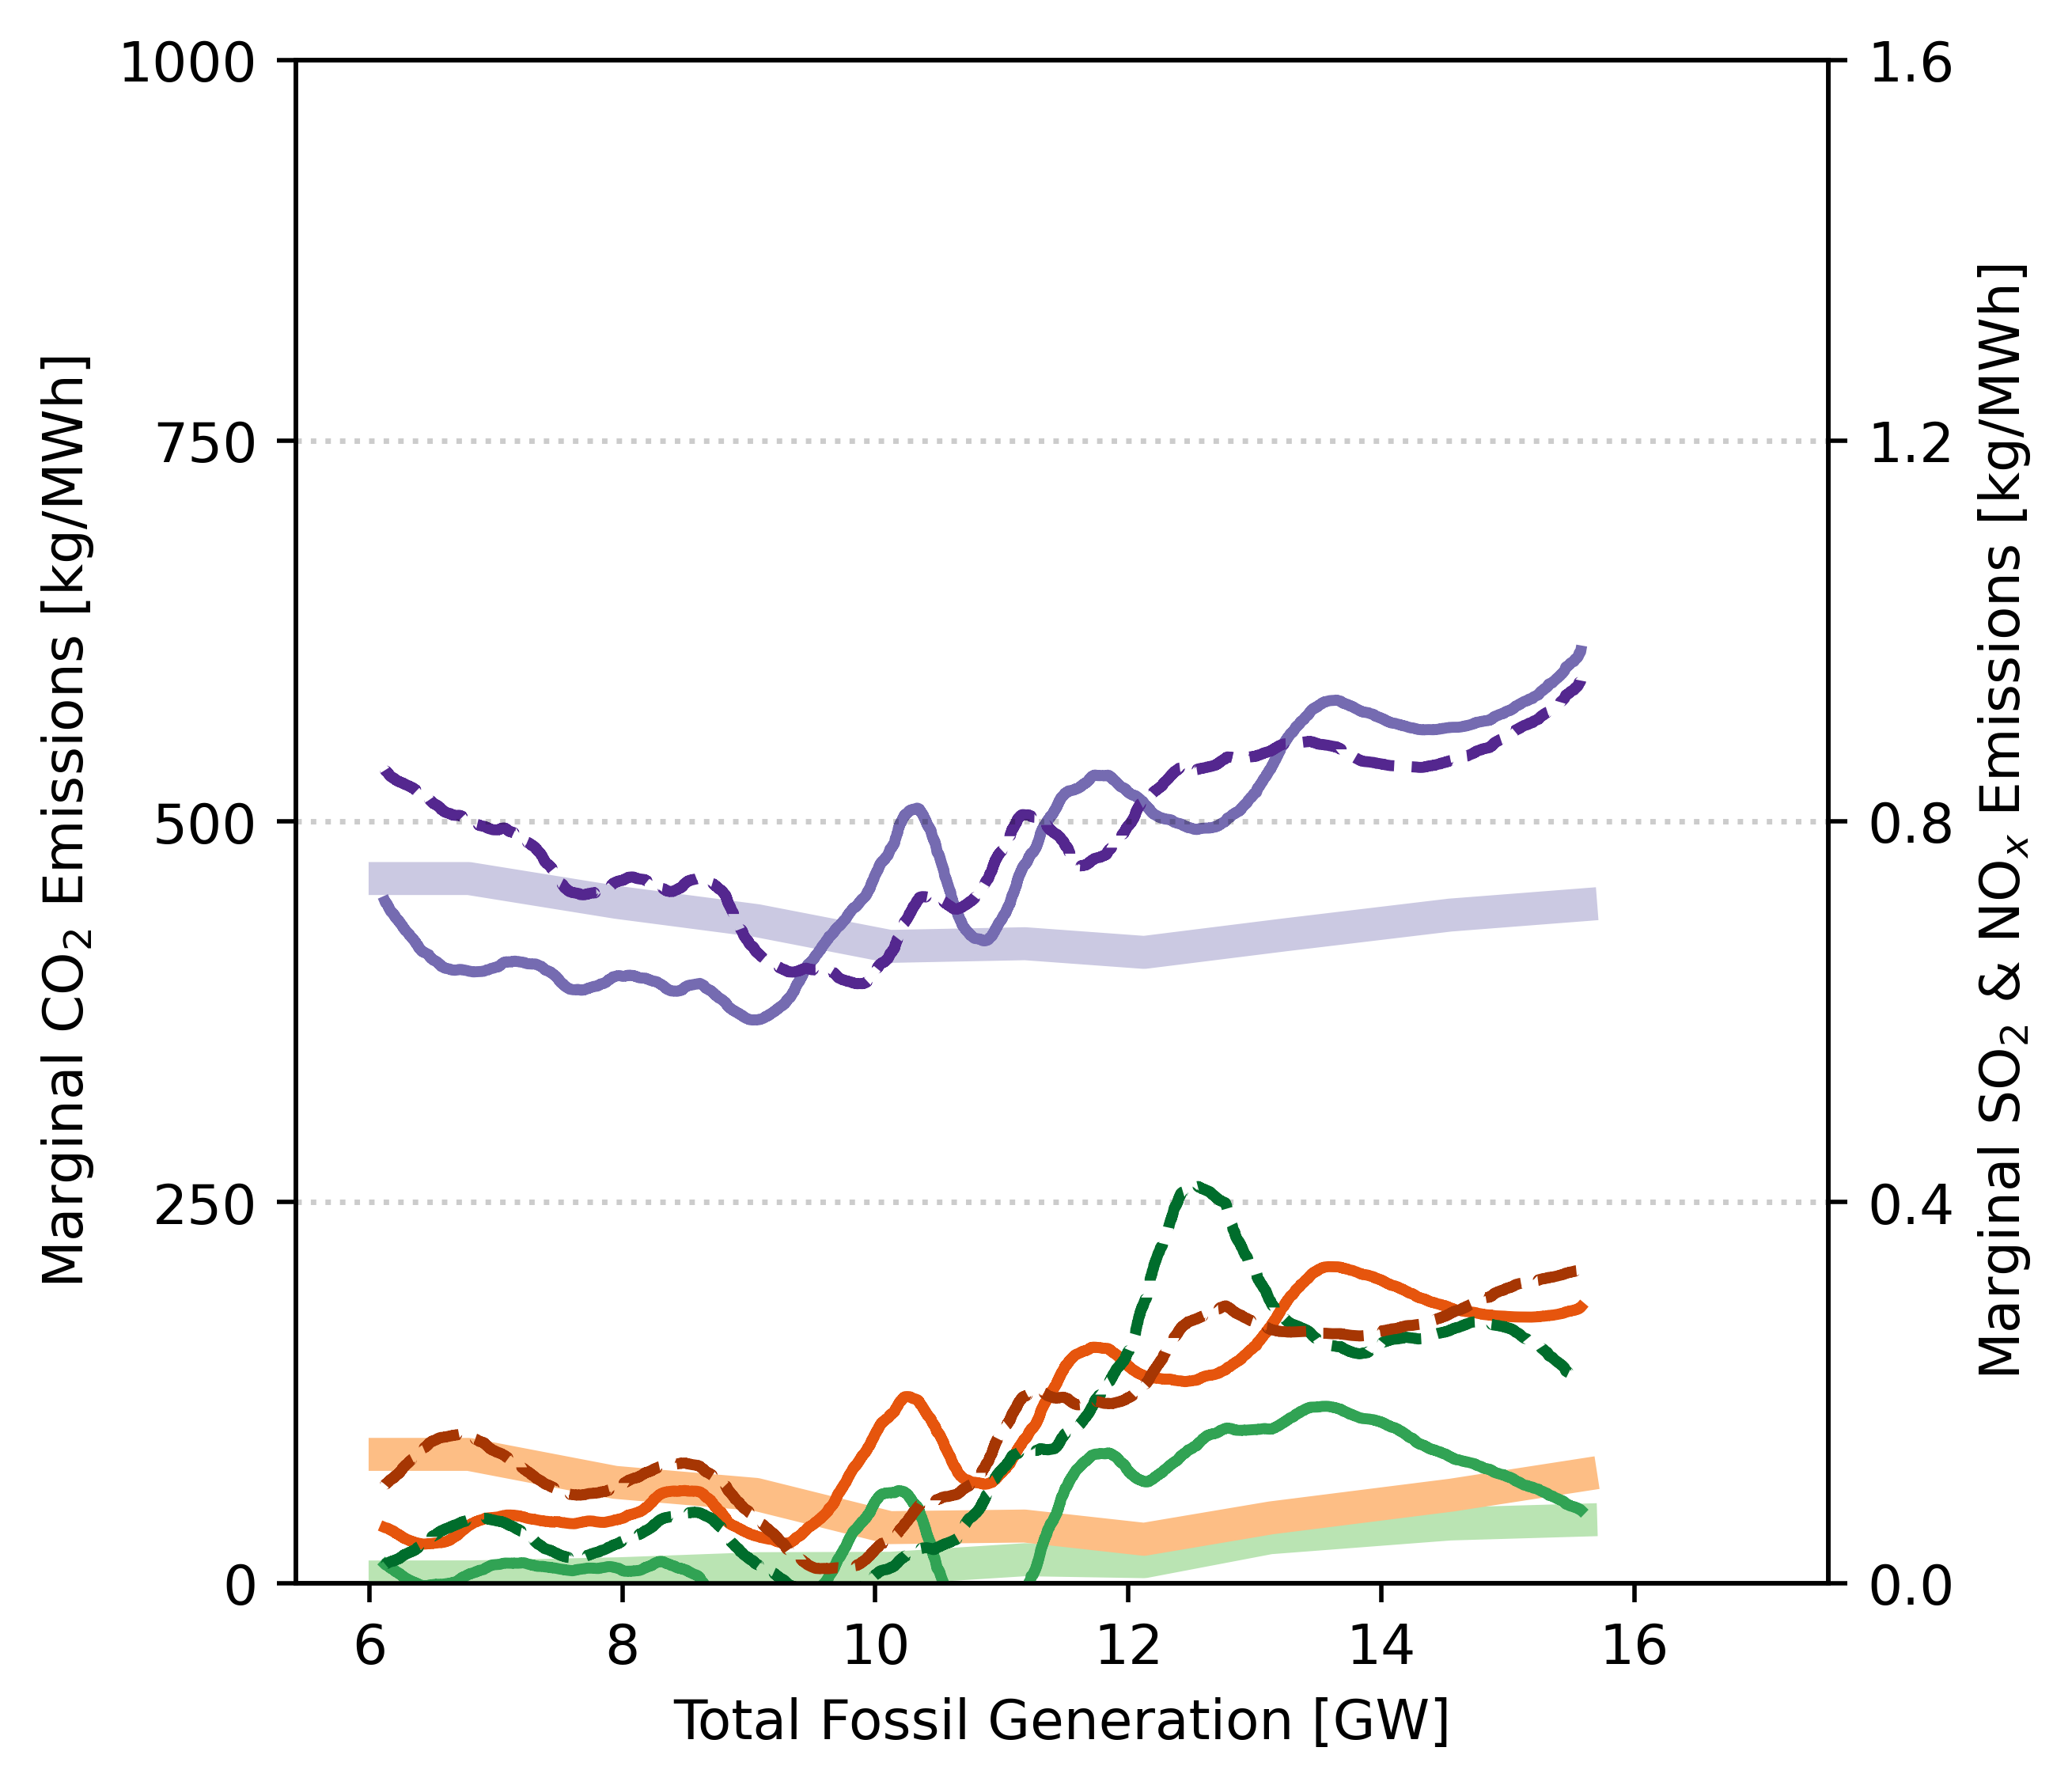 1000
750
500
250
0
Marginal CO₂ Emissions [kg/MWh]
1.6
1.2
0.8
0.4
0.0
Marginal SO₂ & NOₓ Emissions [kg/MWh]
6 8 10 12 14 16
Total Fossil Generation [GW]